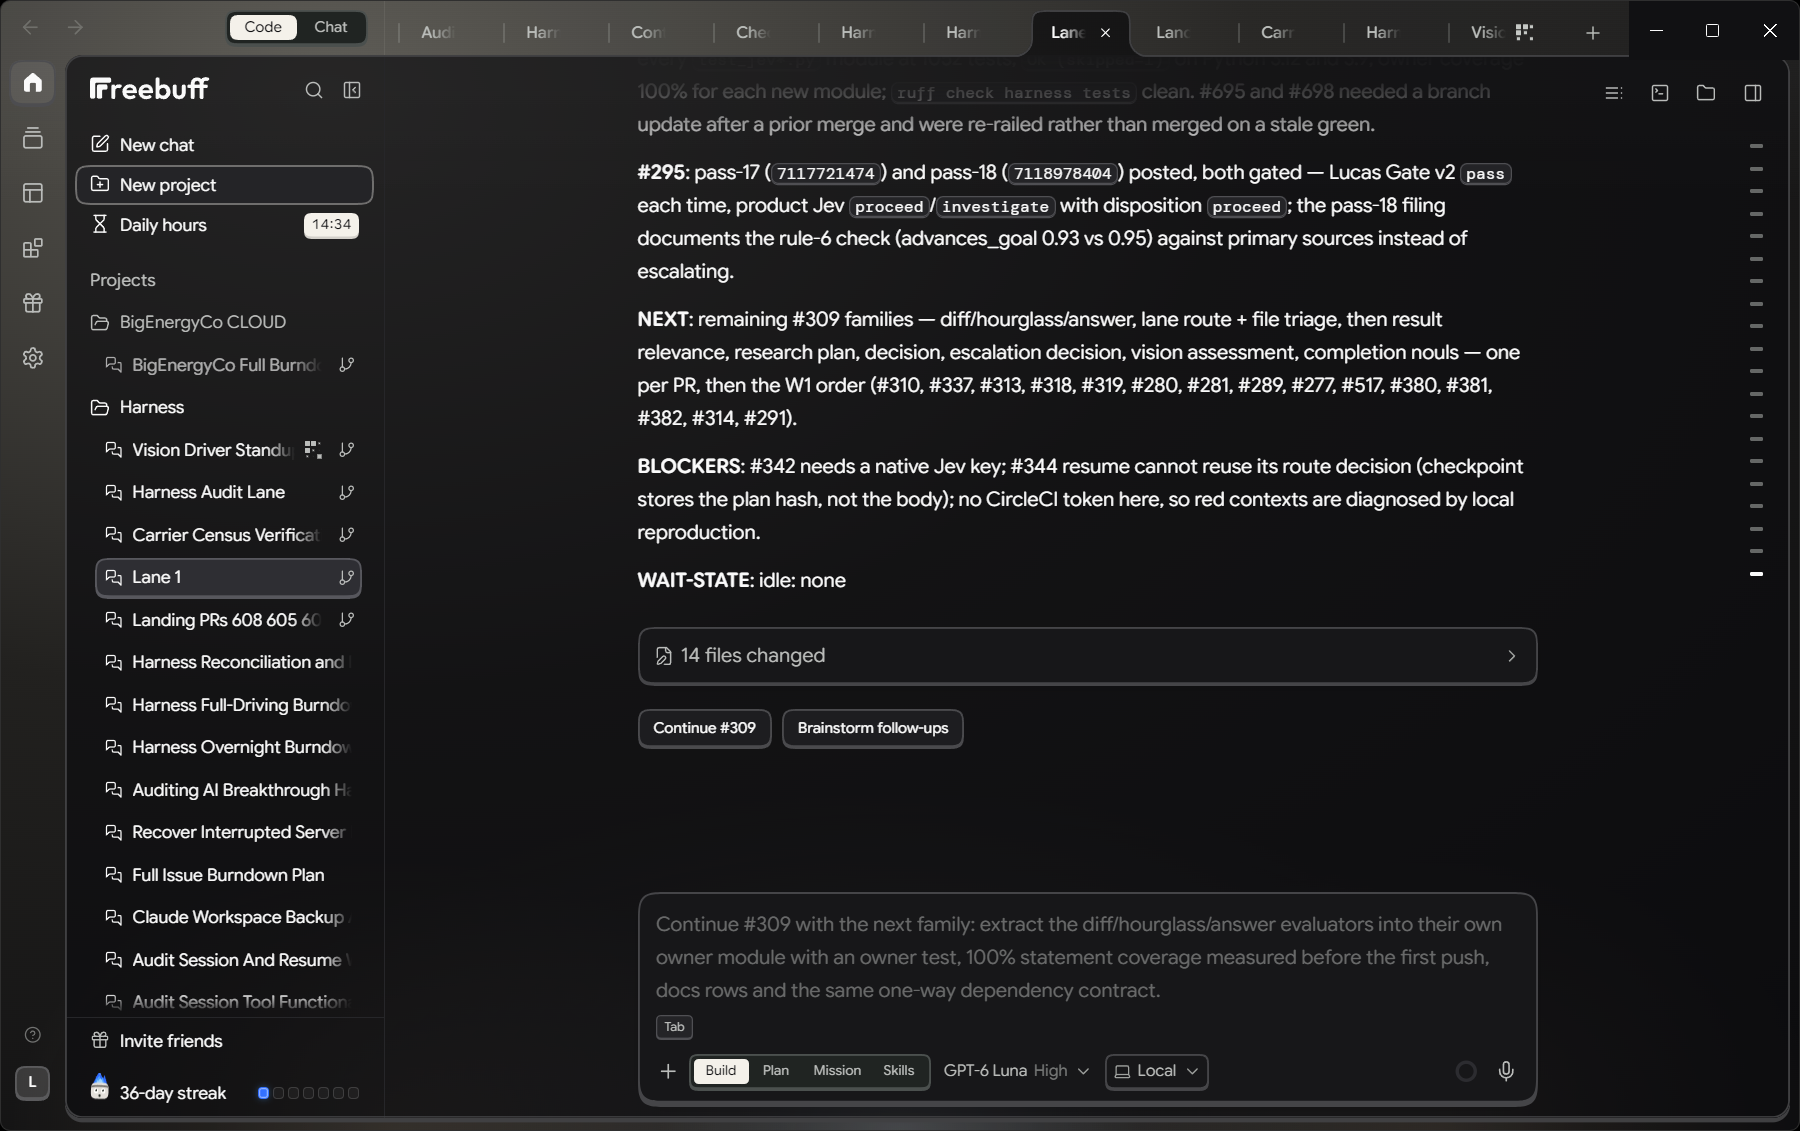 Code
Chat
Audi
Harr
Con
Che
Harr
Harr
Lane
Lanc
Carr
Harr
Visic
Freebuff
New chat
New project
Daily hours
14:34
Projects
BigEnergyCo CLOUD
BigEnergyCo Full Burnd
Harness
Vision Driver Standu
Harness Audit Lane
Carrier Census Verificat
Lane 1
Landing PRs 608 605 60
Harness Reconciliation and
Harness Full-Driving Burndo
Harness Overnight Burndow
Auditing AI Breakthrough Ha
Recover Interrupted Server
Full Issue Burndown Plan
Claude Workspace Backup
Audit Session And Resume
Audit Session Tool Function
Invite friends
36-day streak
L
100% for each new module; ruff check harness tests clean. #695 and #698 needed a branch
update after a prior merge and were re-railed rather than merged on a stale green.
#295: pass-17 (7117721474) and pass-18 (7118978404) posted, both gated — Lucas Gate v2 pass
each time, product Jev proceed/investigate with disposition proceed; the pass-18 filing
documents the rule-6 check (advances_goal 0.93 vs 0.95) against primary sources instead of
escalating.
NEXT: remaining #309 families — diff/hourglass/answer, lane route + file triage, then result
relevance, research plan, decision, escalation decision, vision assessment, completion nouls — one
per PR, then the W1 order (#310, #337, #313, #318, #319, #280, #281, #289, #277, #517, #380, #381,
#382, #314, #291).
BLOCKERS: #342 needs a native Jev key; #344 resume cannot reuse its route decision (checkpoint
stores the plan hash, not the body); no CircleCI token here, so red contexts are diagnosed by local
reproduction.
WAIT-STATE: idle: none
14 files changed
Continue #309
Brainstorm follow-ups
Continue #309 with the next family: extract the diff/hourglass/answer evaluators into their own
owner module with an owner test, 100% statement coverage measured before the first push,
docs rows and the same one-way dependency contract.
Tab
Build
Plan
Mission
Skills
GPT-6 Luna High
Local